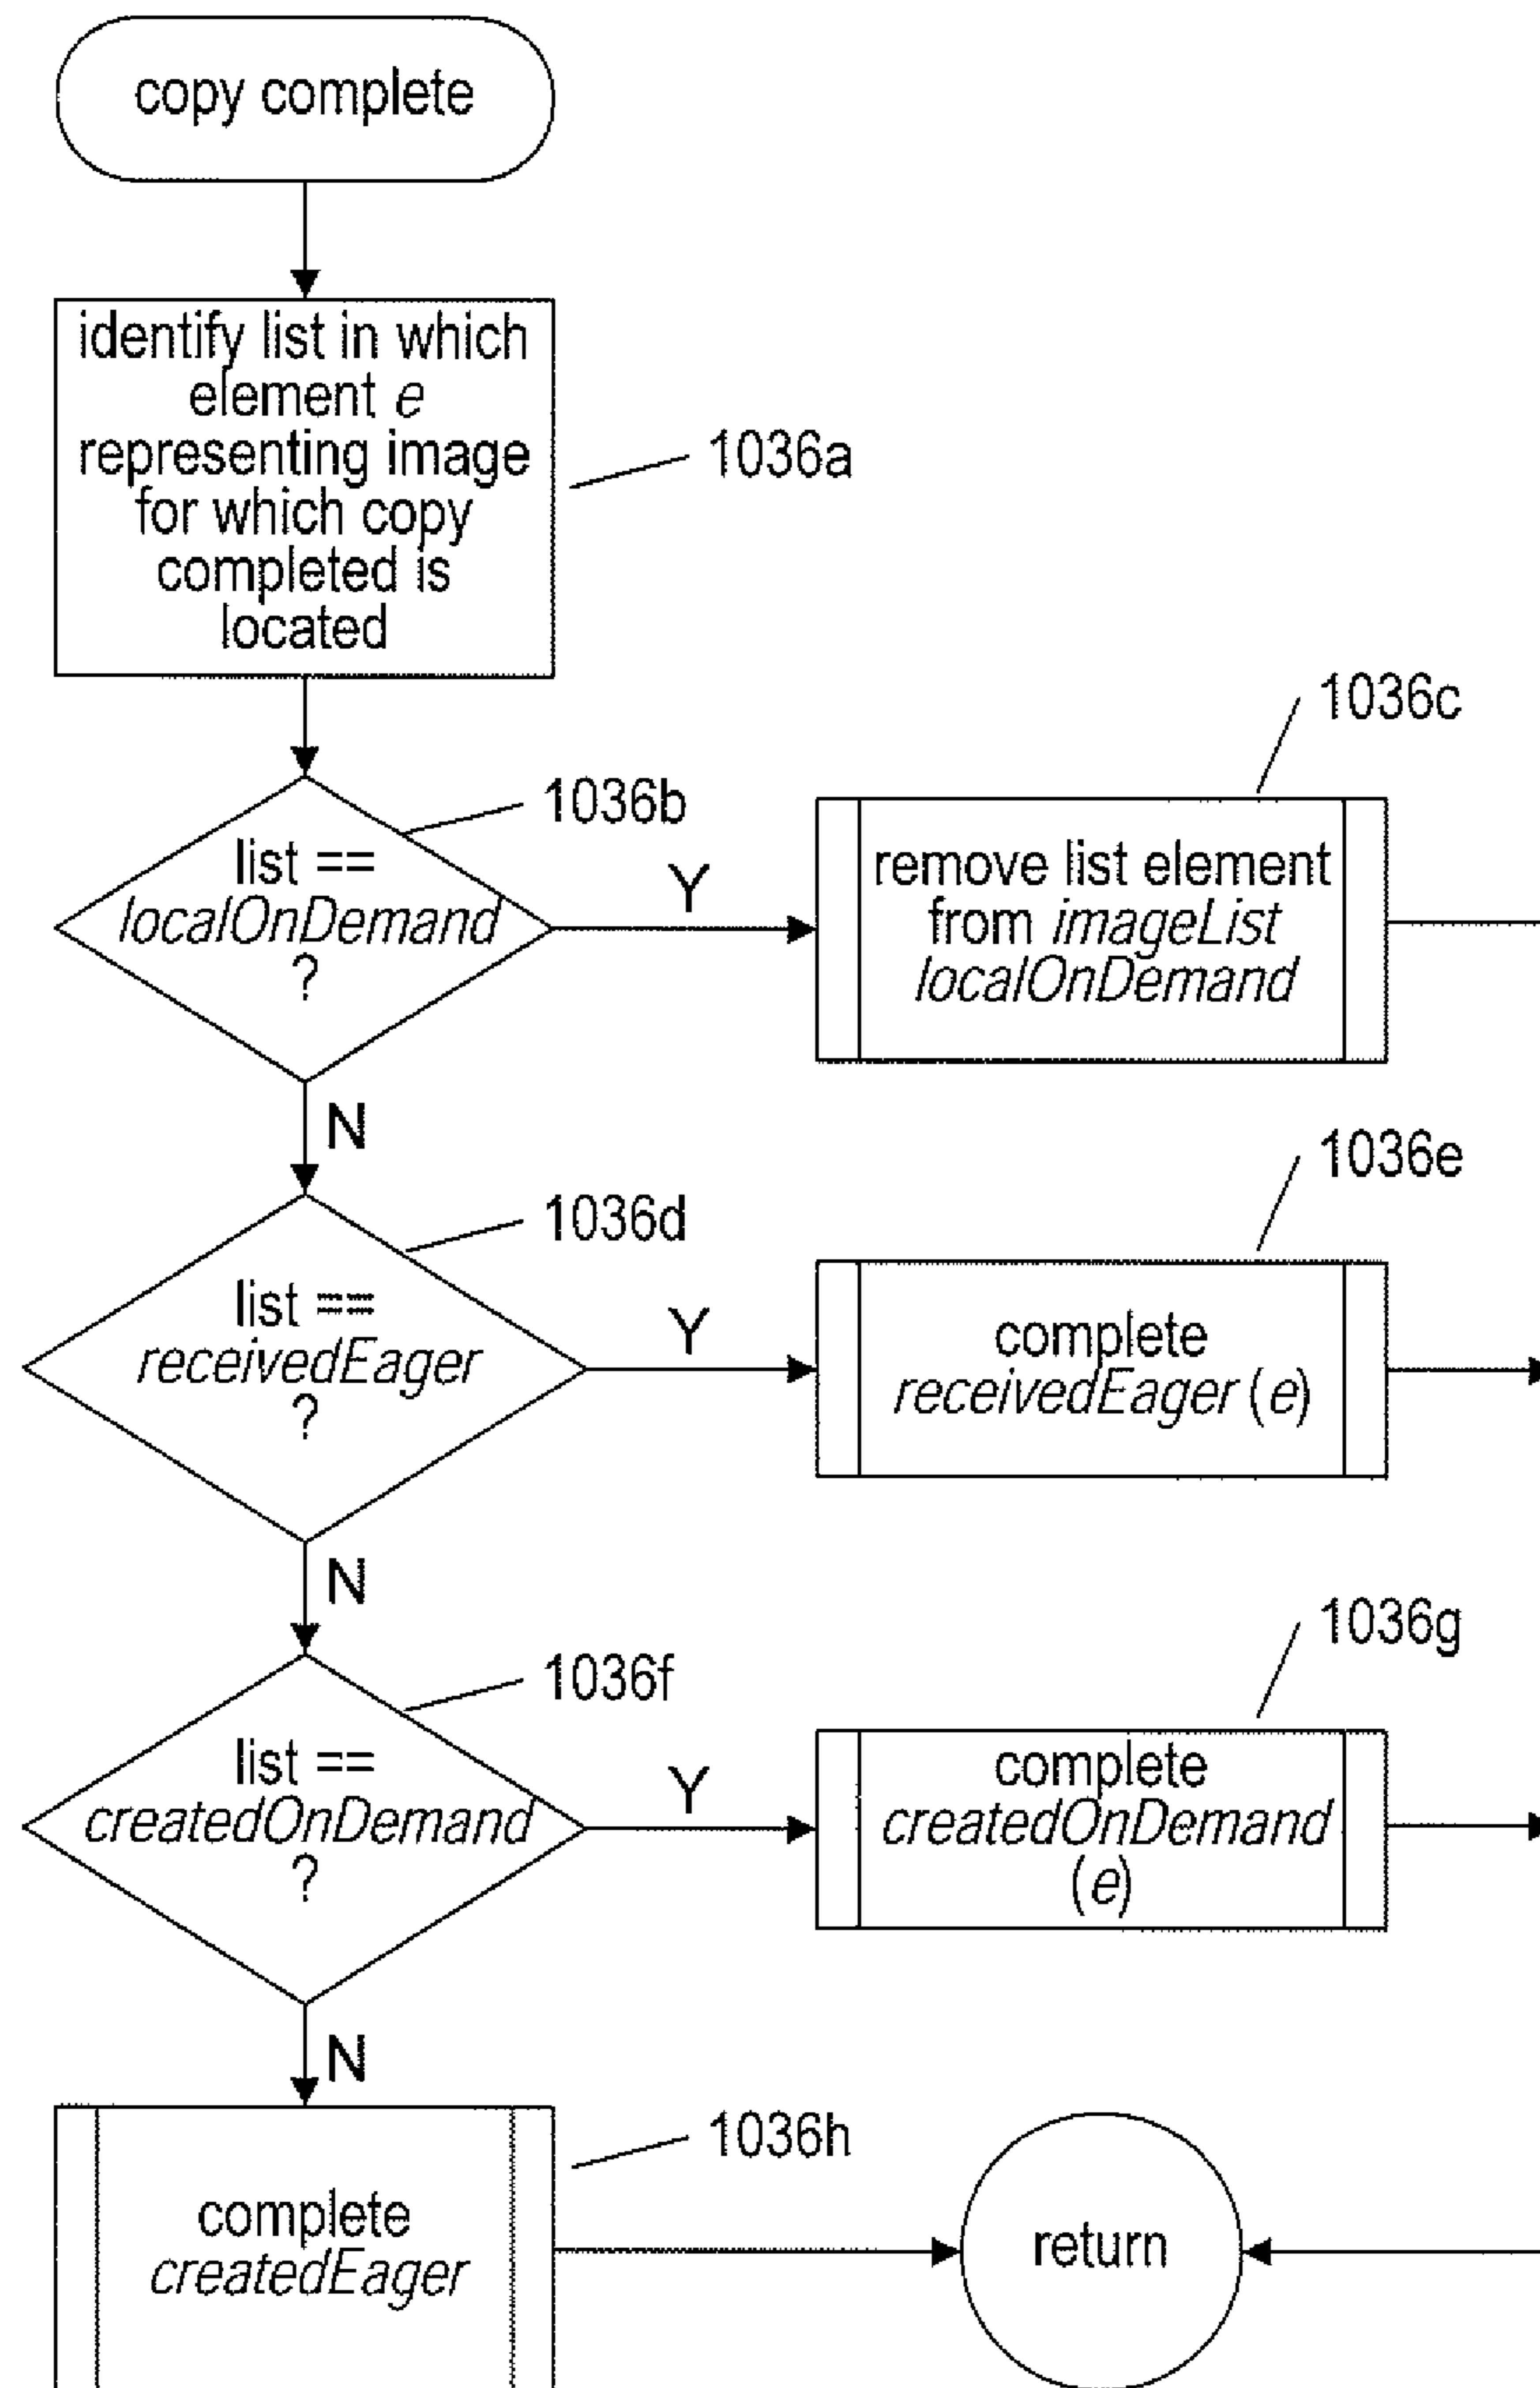 copy complete
identify list in which
element e
representing image
for which copy
completed is
located
1036a
1036b
list ==
localOnDemand
?
Y
1036c
remove list element
from imageList
localOnDemand
N
1036d
list ==
receivedEager
?
Y
1036e
complete
receivedEager (e)
N
1036f
list ==
createdOnDemand
?
Y
1036g
complete
createdOnDemand
(e)
N
1036h
complete
createdEager
return